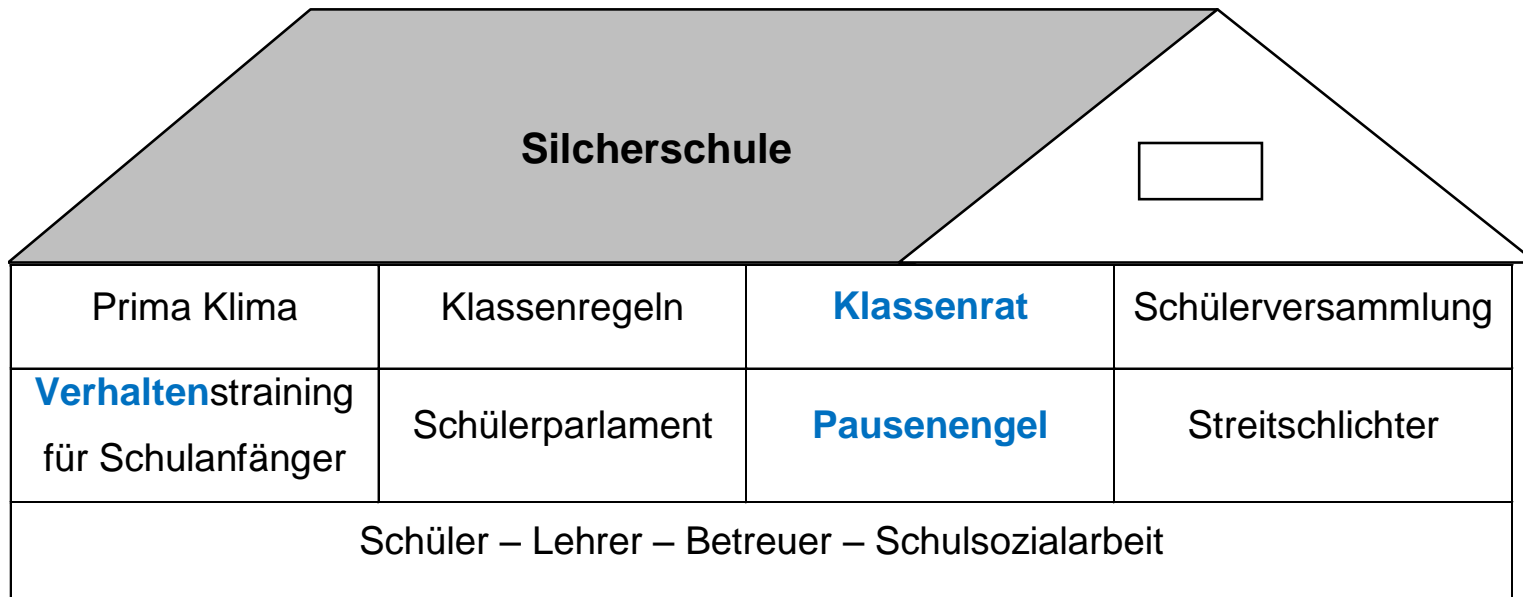 Silcherschule
Prima Klima
Klassenregeln
Klassenrat
Schülerversammlung
Verhaltenstraining
für Schulanfänger
Schülerparlament
Pausenengel
Streitschlichter
Schüler – Lehrer – Betreuer – Schulsozialarbeit